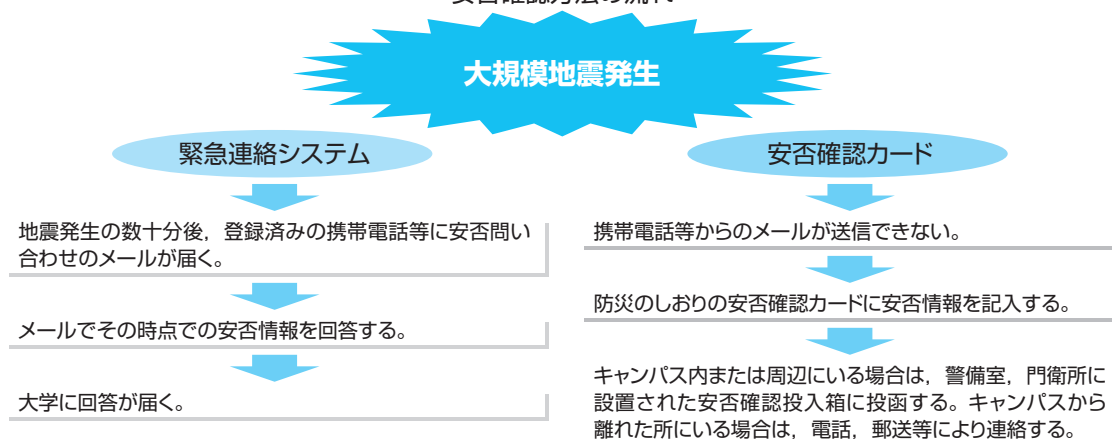 大規模地震発生
緊急連絡システム
地震発生の数十分後，登録済みの携帯電話等に安否問い
合わせのメールが届く。
メールでその時点での安否情報を回答する。
大学に回答が届く。
安否確認カード
携帯電話等からのメールが送信できない。
防災のしおりの安否確認カードに安否情報を記入する。
キャンパス内または周辺にいる場合は，警備室，門衛所に
設置された安否確認投入箱に投函する。キャンパスから
離れた所にいる場合は，電話，郵送等により連絡する。